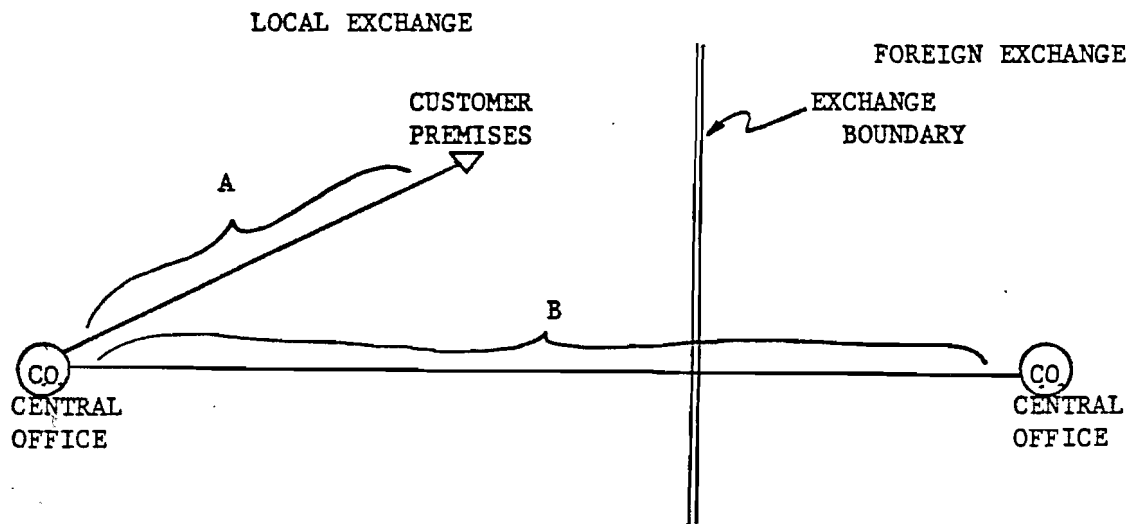 LOCAL EXCHANGE
FOREIGN EXCHANGE
CUSTOMER
PREMISES
EXCHANGE
BOUNDARY
A
B
CO
CO
CENTRAL
OFFICE
CENTRAL
OFFICE